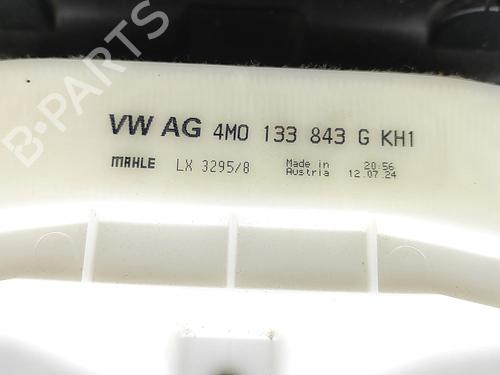 VW AG 4M0 133 843 G KH1
MAHLE LX 3295/8 Made in 20:56
Austria 12.07.24
B-PARTS